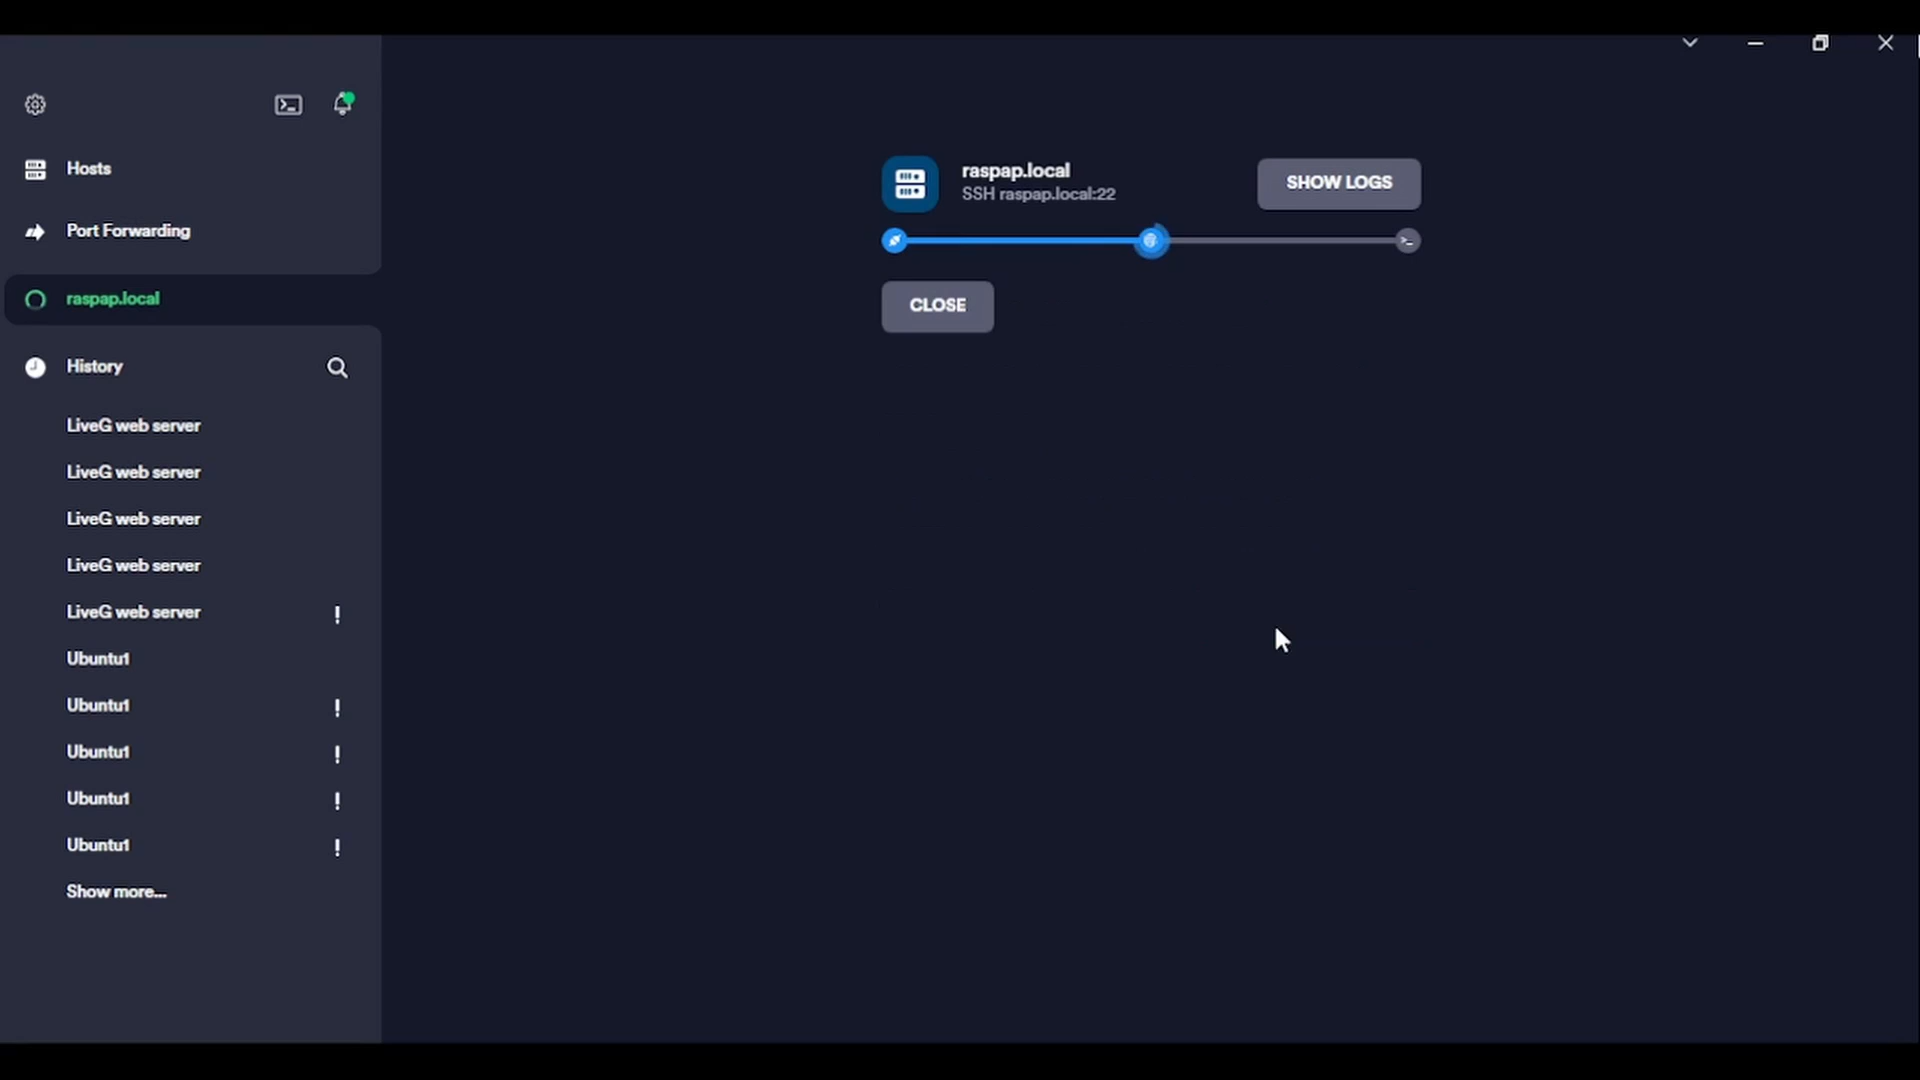 Hosts
Port Forwarding
raspap.local
History
LiveG web server
LiveG web server
LiveG web server
LiveG web server
LiveG web server !
Ubuntu1
Ubuntu1 !
Ubuntu1 !
Ubuntu1 !
Ubuntu1 !
Show more...
raspap.local
SSH raspap.local:22
SHOW LOGS
CLOSE